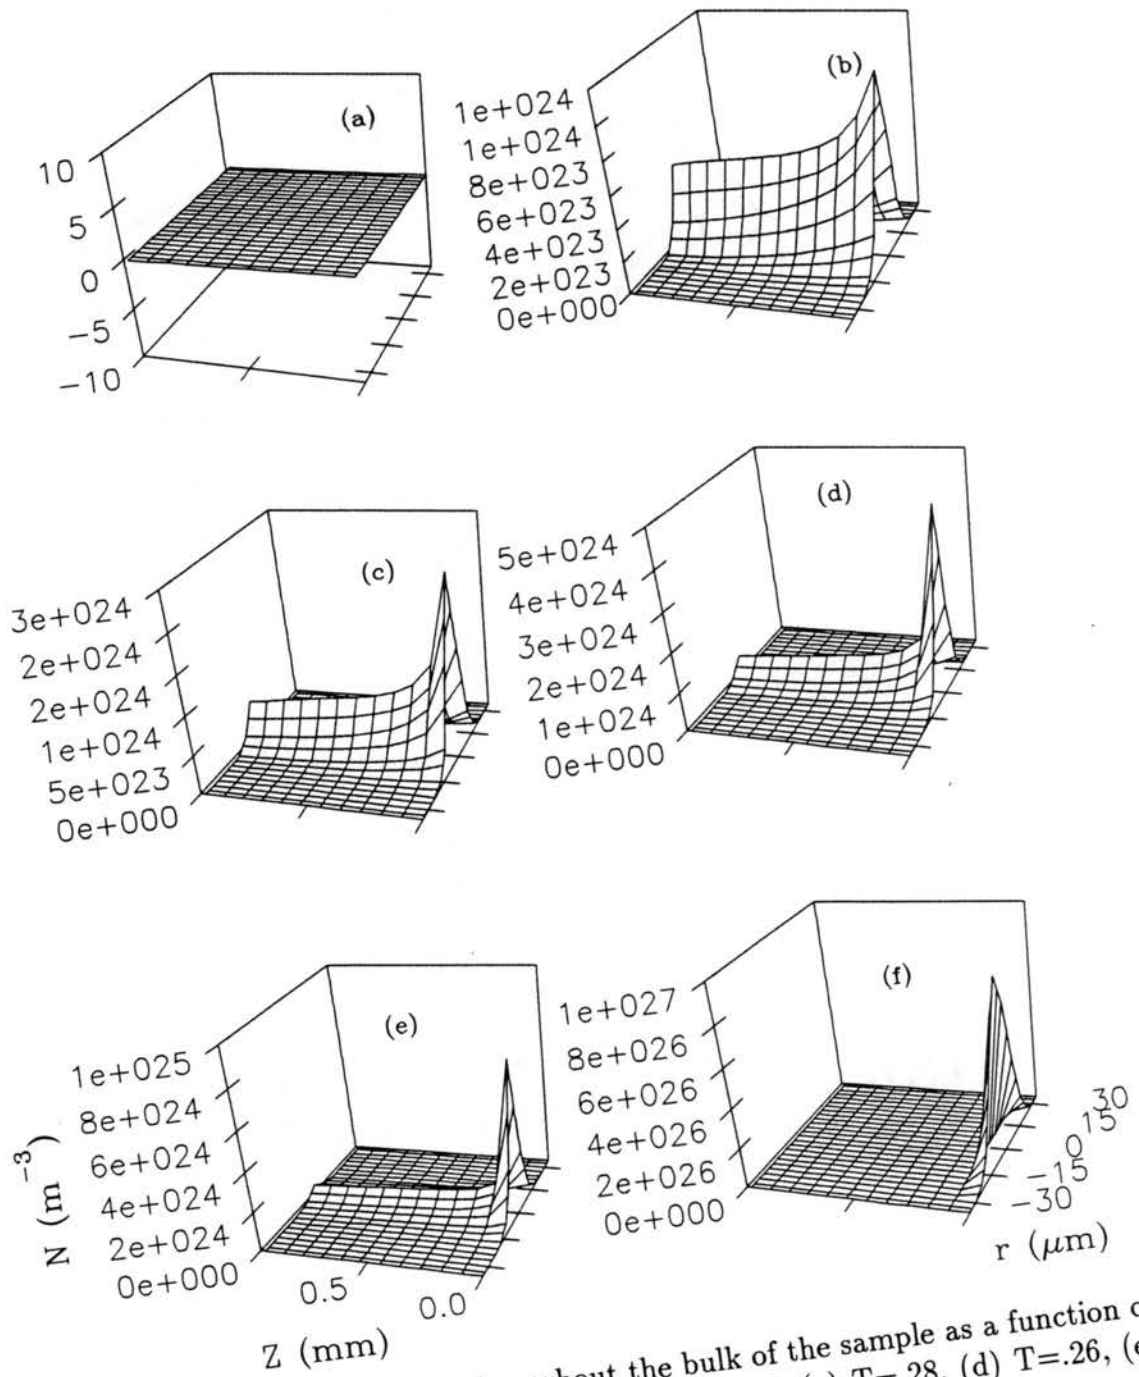 (a)
10
5
0
−5
−10
(b)
1e+024
1e+024
8e+023
6e+023
4e+023
2e+023
0e+000
(c)
3e+024
2e+024
2e+024
1e+024
5e+023
0e+000
(d)
5e+024
4e+024
3e+024
2e+024
1e+024
0e+000
(e)
1e+025
8e+024
6e+024
4e+024
2e+024
0e+000
N (m⁻³)
0.5
0.0
Z (mm)
(f)
1e+027
8e+026
6e+026
4e+026
2e+026
0e+000
30
15
0
−15
−30
r (μm)
the bulk of the sample as a function
T=.28, (d) T=.26,